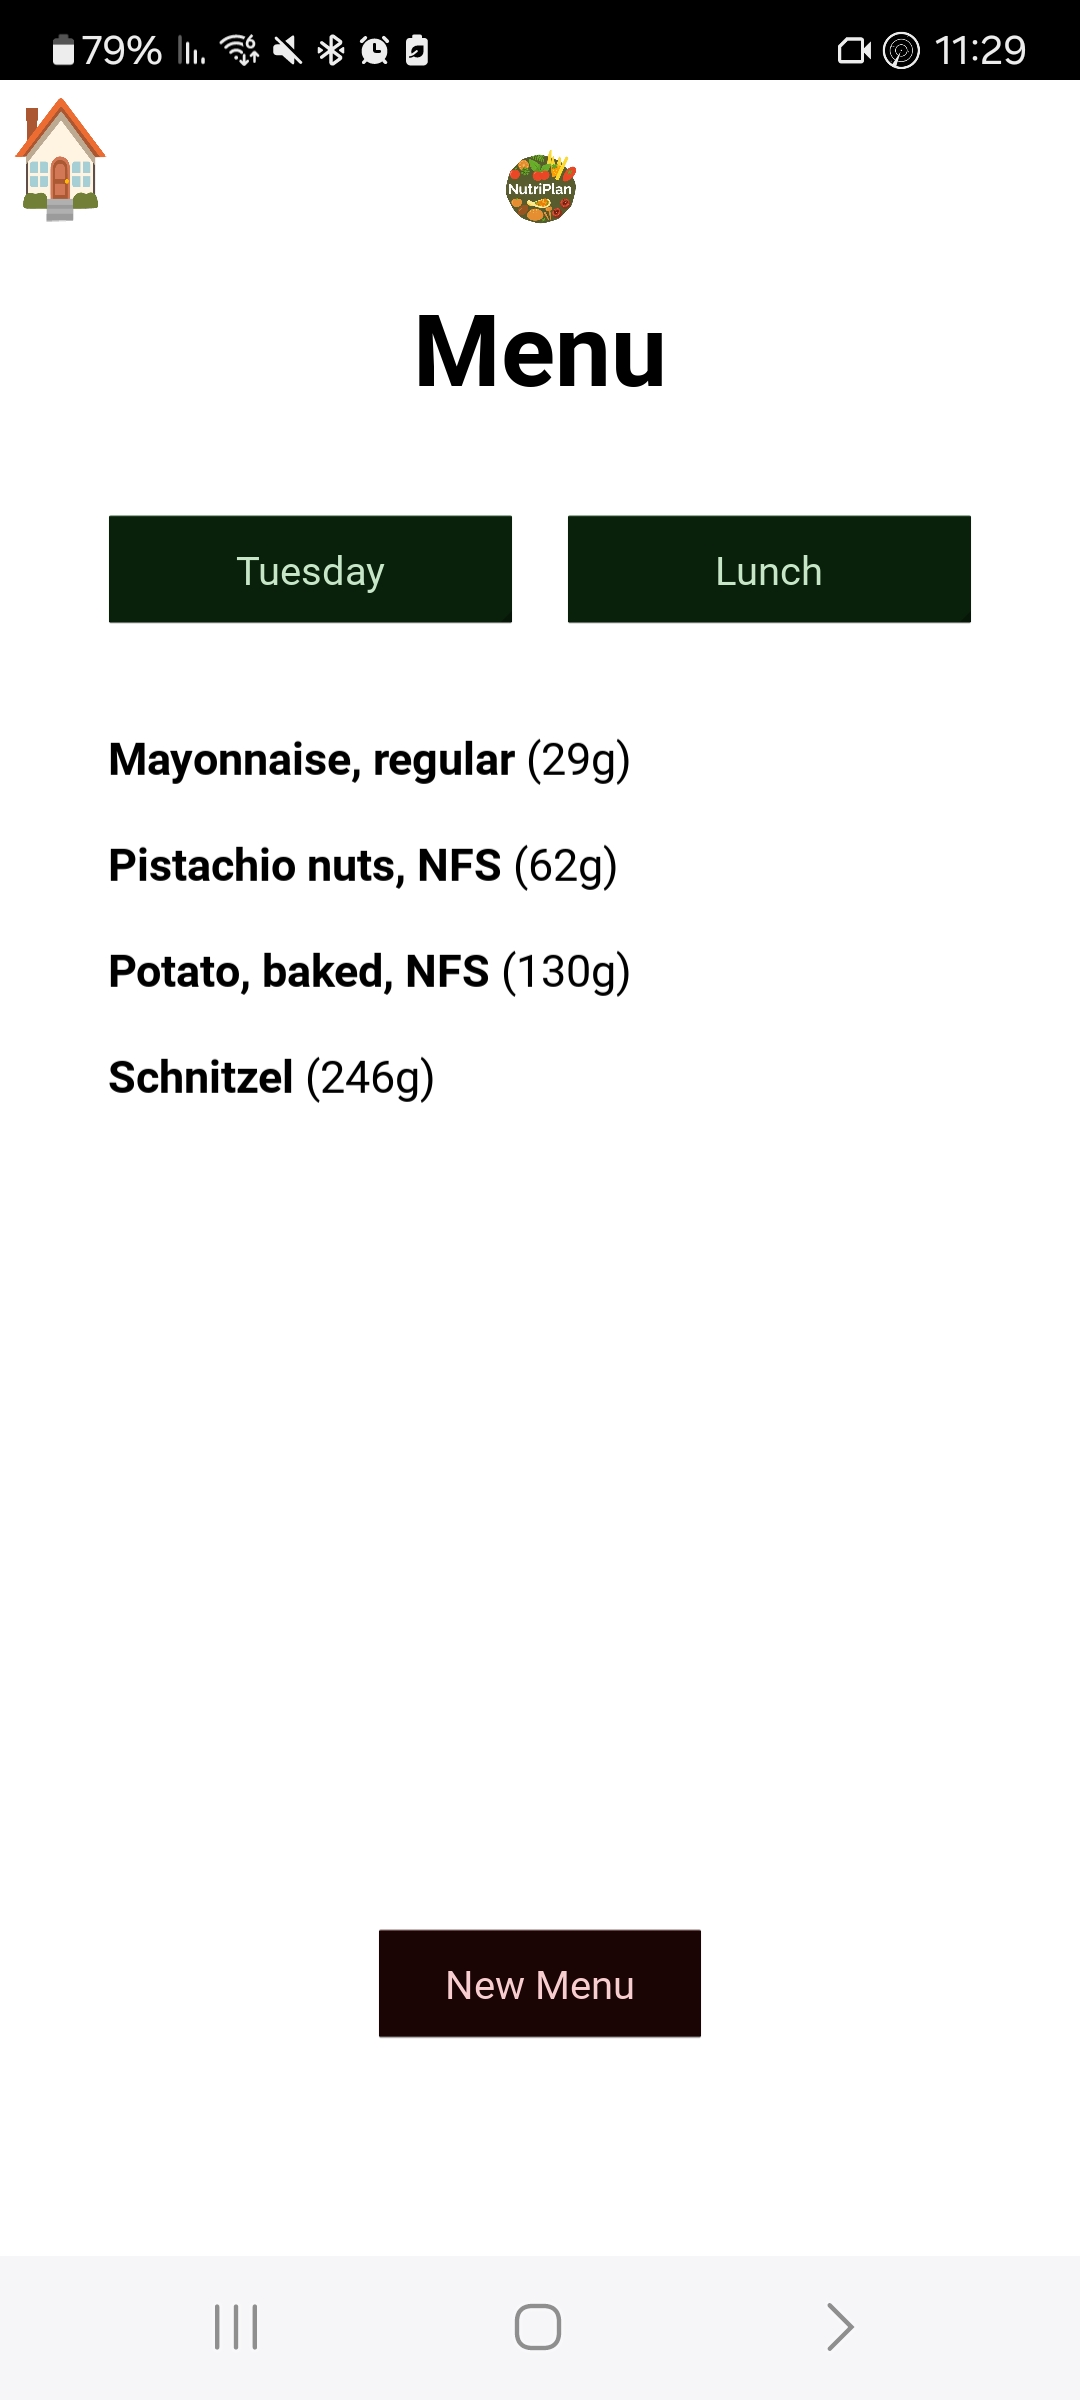 79%
11:29
NutriPlan
Menu
Tuesday
Lunch
Mayonnaise, regular (29g)
Pistachio nuts, NFS (62g)
Potato, baked, NFS (130g)
Schnitzel (246g)
New Menu